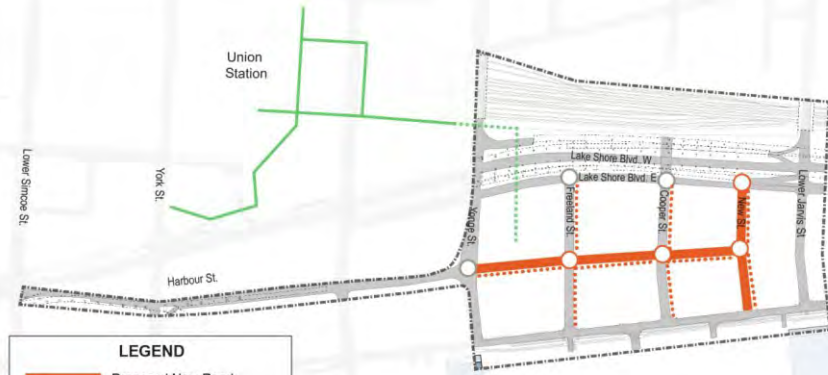 Union
Station
Lower Simcoe St.
York St.
Harbour St.
Yonge St.
Lake Shore Blvd. W
Lake Shore Blvd. E
Freeland St.
Cooper St.
New St.
Lower Jarvis St.
LEGEND